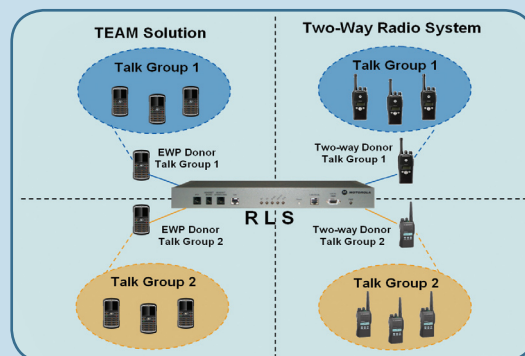 TEAM Solution
Two-Way Radio System
Talk Group 1
Talk Group 1
EWP Donor
Talk Group 1
Two-way Donor
Talk Group 1
MOTOROLA
R L S
EWP Donor
Talk Group 2
Two-way Donor
Talk Group 2
Talk Group 2
Talk Group 2